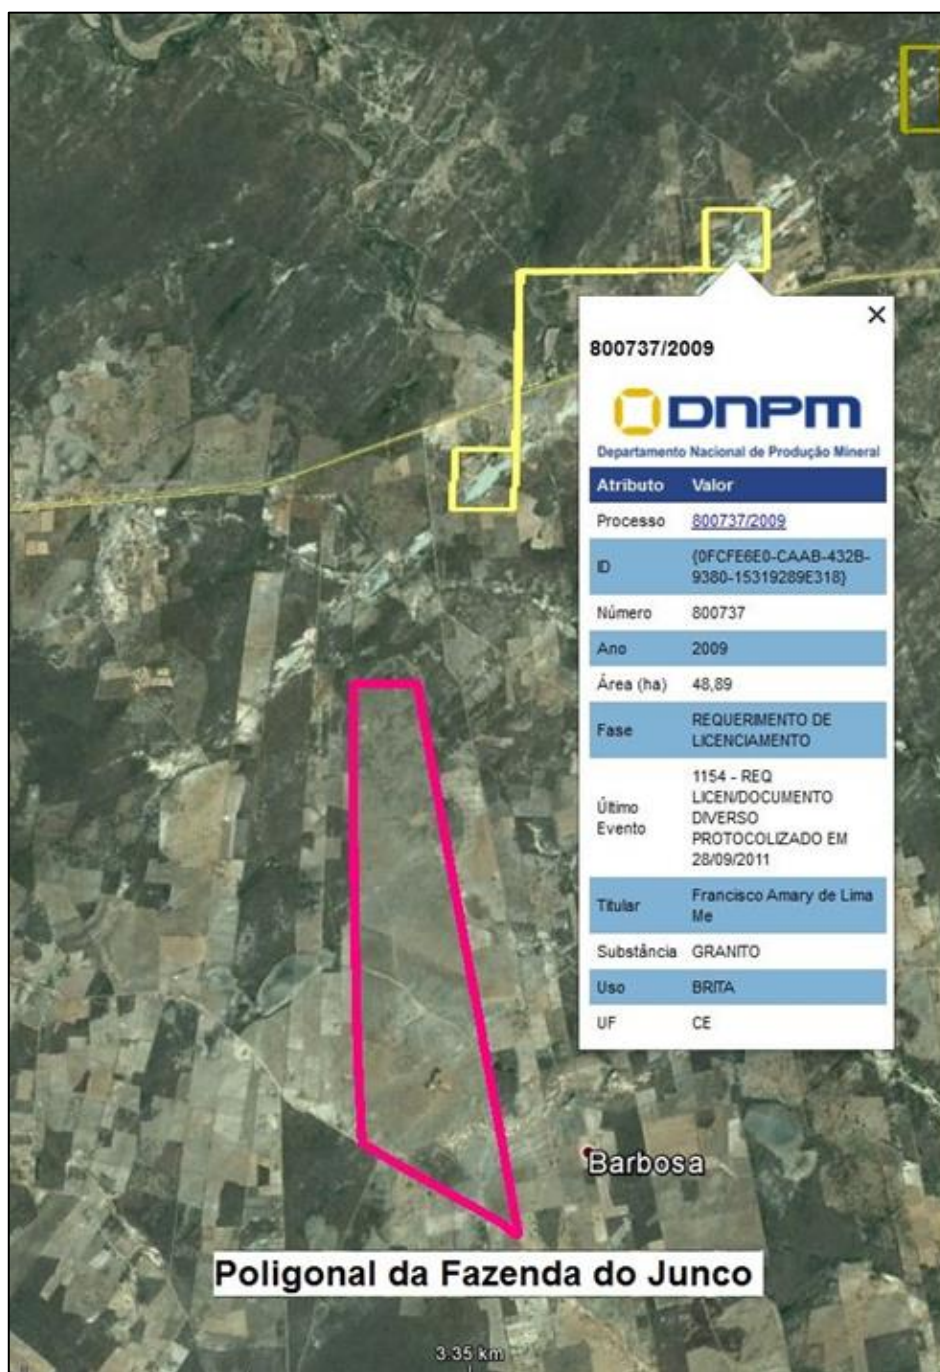 800737/2009
DNPM
Departamento Nacional de Produção Mineral
Atributo Valor
Processo 800737/2009
ID {0FCFE6E0-CAAB-432B-
9380-15319289E318}
Número 800737
Ano 2009
Área (ha) 48,89
Fase REQUERIMENTO DE
LICENCIAMENTO
Último
Evento 1154 - REQ
LICEN/DOCUMENTO
DIVERSO
PROTOCOLIZADO EM
28/09/2011
Titular Francisco Amary de Lima
Me
Substância GRANITO
Uso BRITA
UF CE
Barbosa
Poligonal da Fazenda do Junco
3.35 km